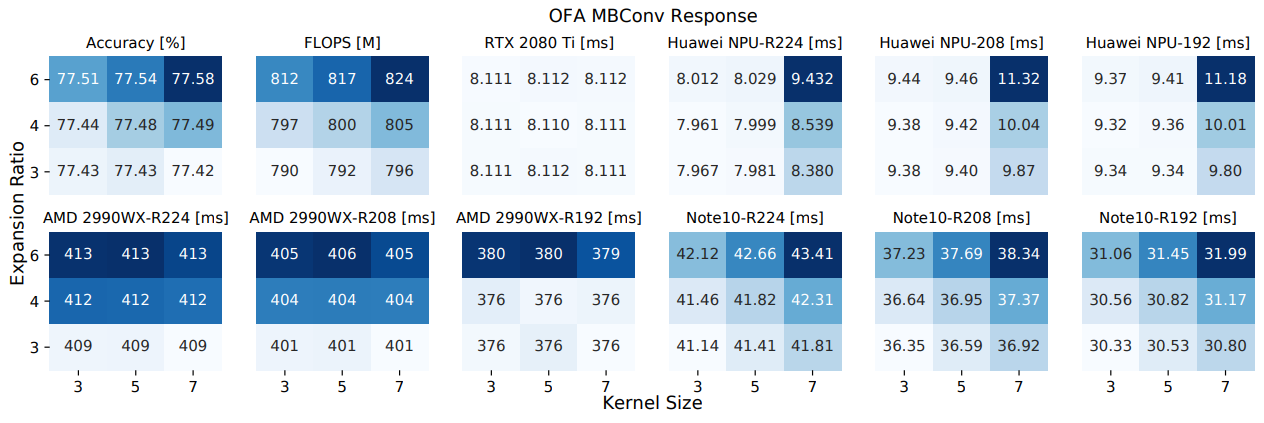 OFA MBConv Response
Accuracy [%] FLOPS [M] RTX 2080 Ti [ms] Huawei NPU-R224 [ms] Huawei NPU-208 [ms] Huawei NPU-192 [ms]
6 77.51 77.54 77.58 812 817 824 8.111 8.112 8.112 8.012 8.029 9.432 9.44 9.46 11.32 9.37 9.41 11.18
4 77.44 77.48 77.49 797 800 805 8.111 8.110 8.111 7.961 7.999 8.539 9.38 9.42 10.04 9.32 9.36 10.01
3 77.43 77.43 77.42 790 792 796 8.111 8.112 8.111 7.967 7.981 8.380 9.38 9.40 9.87 9.34 9.34 9.80
Expansion Ratio
AMD 2990WX-R224 [ms] AMD 2990WX-R208 [ms] AMD 2990WX-R192 [ms] Note10-R224 [ms] Note10-R208 [ms] Note10-R192 [ms]
6 413 413 413 405 406 405 380 380 379 42.12 42.66 43.41 37.23 37.69 38.34 31.06 31.45 31.99
4 412 412 412 404 404 404 376 376 376 41.46 41.82 42.31 36.64 36.95 37.37 30.56 30.82 31.17
3 409 409 409 401 401 401 376 376 376 41.14 41.41 41.81 36.35 36.59 36.92 30.33 30.53 30.80
3 5 7 3 5 7 3 5 7 3 5 7 3 5 7 3 5 7
Kernel Size